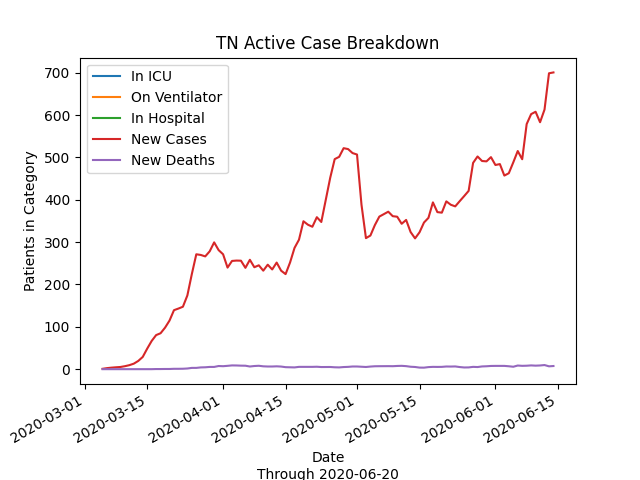 TN Active Case Breakdown
In ICU
On Ventilator
In Hospital
New Cases
New Deaths
Patients in Category
700
600
500
400
300
200
100
0
2020-03-01
2020-03-15
2020-04-01
2020-04-15
2020-05-01
2020-05-15
2020-06-01
2020-06-15
Date
Through 2020-06-20